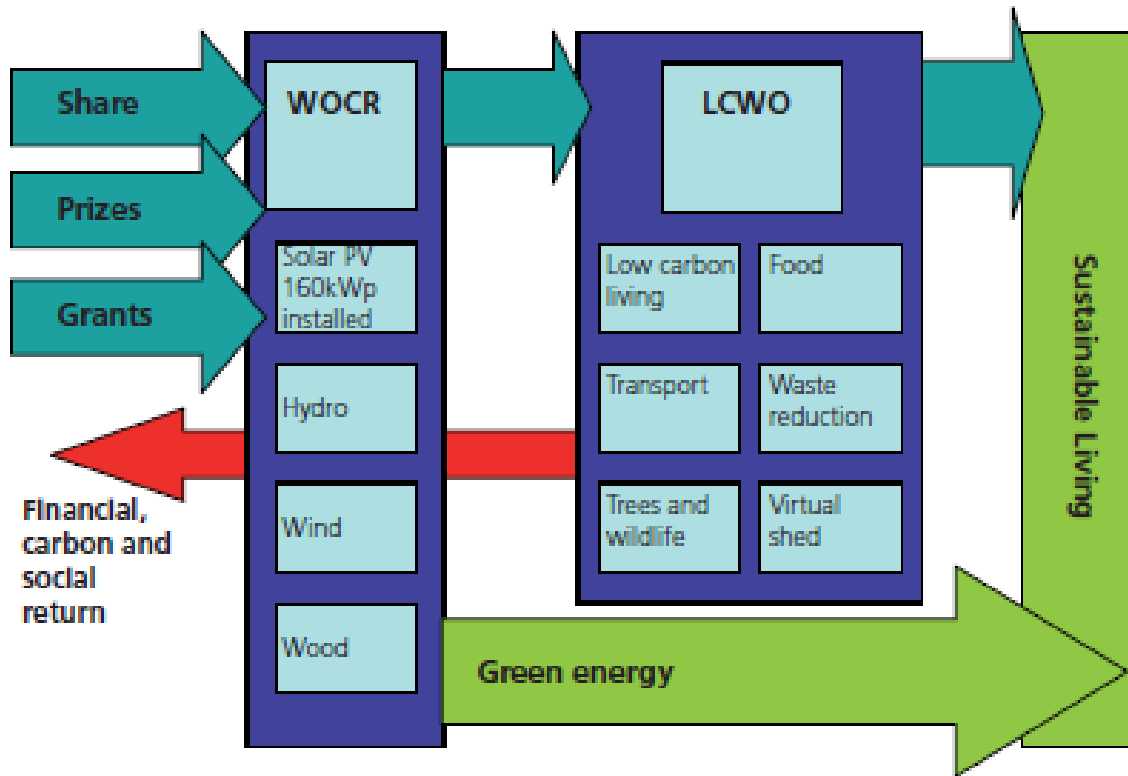 Share
Prizes
Grants
WOCR
Solar PV
160kWp
installed
Hydro
Wind
Wood
Financial,
carbon and
social
return
LCWO
Low carbon
living
Food
Transport
Waste
reduction
Trees and
wildlife
Virtual
shed
Green energy
Sustainable Living